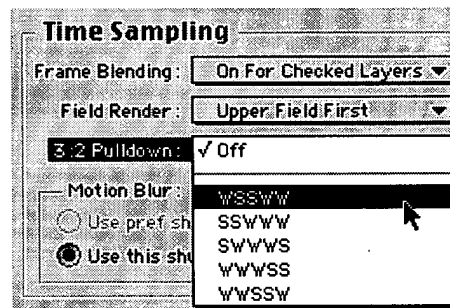 Time Sampling
Frame Blending: On For Checked Layers
Field Render: Upper Field First
3:2 Pulldown: ✓ Off
Motion Blur: WSSWW
Use pref sh SSWWW
SWWWS
Use this shu WWWSS
WWSSW